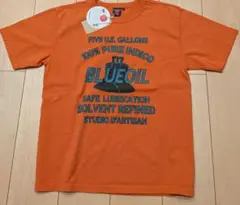 FIVE U.S. GALLONS
100% PURE INDIGO
BLUEOIL
SAFE LUBRICATION
SOLVENT REFINED
STUDIO D'ARTISAN